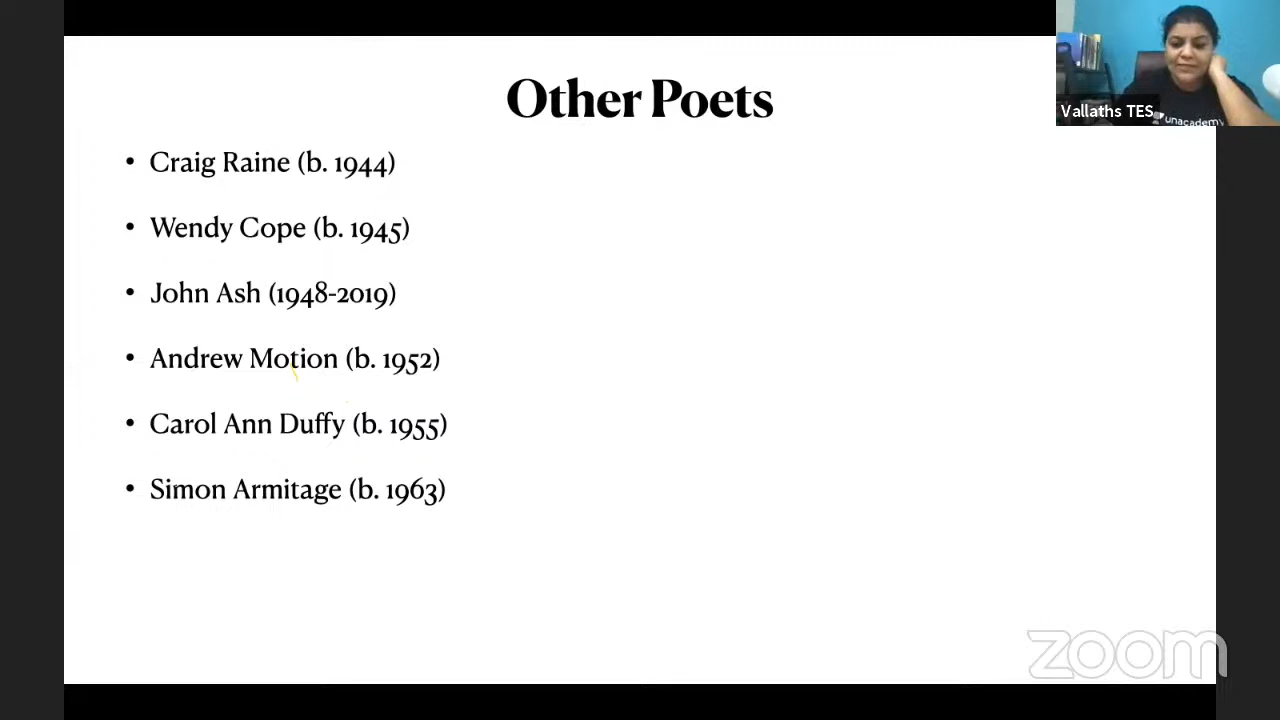 Other Poets
• Craig Raine (b. 1944)
• Wendy Cope (b. 1945)
• John Ash (1948-2019)
• Andrew Motion (b. 1952)
• Carol Ann Duffy (b. 1955)
• Simon Armitage (b. 1963)
Vallaths TES
unacademy
zoom